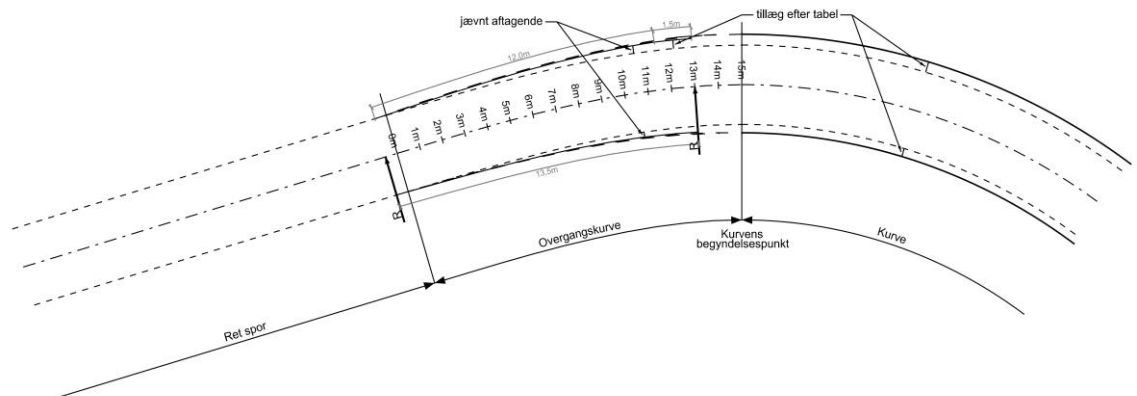 jævnt aftagende
1.5m
tillæg efter tabel
12.0m
0m
1m
2m
3m
4m
5m
6m
7m
8m
9m
10m
11m
12m
13m
14m
15m
R
R
13.5m
Ret spor
Overgangskurve
Kurvens
begyndelsespunkt
Kurve